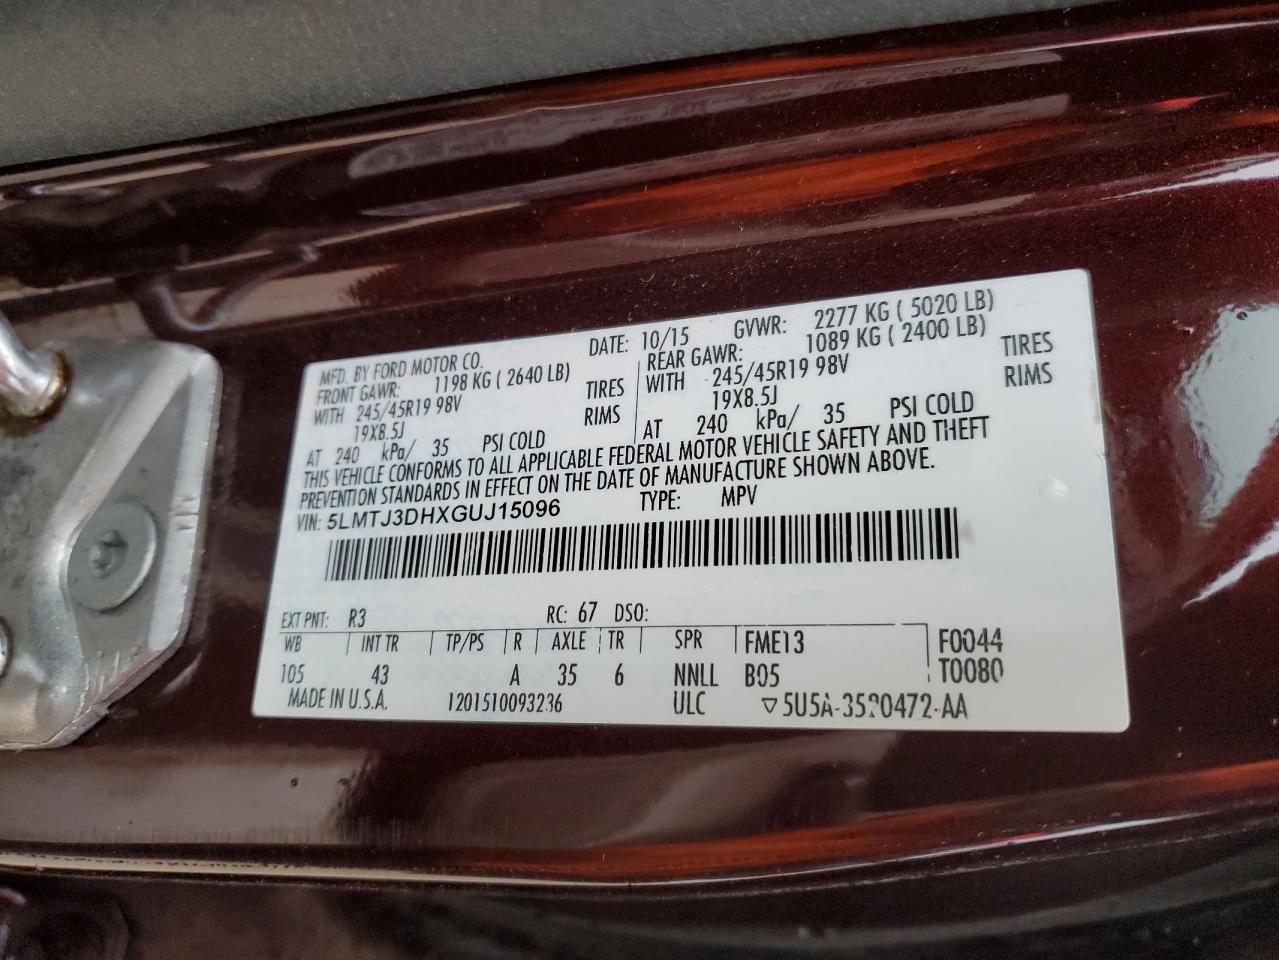 MFD. BY FORD MOTOR CO. DATE: 10/15 GVWR: 2277 KG ( 5020 LB)
FRONT GAWR: 1198 KG ( 2640 LB) REAR GAWR: 1089 KG ( 2400 LB)
WITH 245/45R19 98V TIRES WITH 245/45R19 98V TIRES
19X8.5J RIMS 19X8.5J RIMS
AT 240 kPa/ 35 PSI COLD AT 240 kPa/ 35 PSI COLD
THIS VEHICLE CONFORMS TO ALL APPLICABLE FEDERAL MOTOR VEHICLE SAFETY AND THEFT
PREVENTION STANDARDS IN EFFECT ON THE DATE OF MANUFACTURE SHOWN ABOVE.
VIN: 5LMTJ3DHXGUJ15096 TYPE: MPV
EXT PNT: R3 RC: 67 DSO:
WB INT TR TP/PS R AXLE TR SPR FME13 F0044
105 43 A 35 6 NNLL B05 T0080
MADE IN U.S.A. 1201510093236 ULC ▽5U5A-3520472-AA